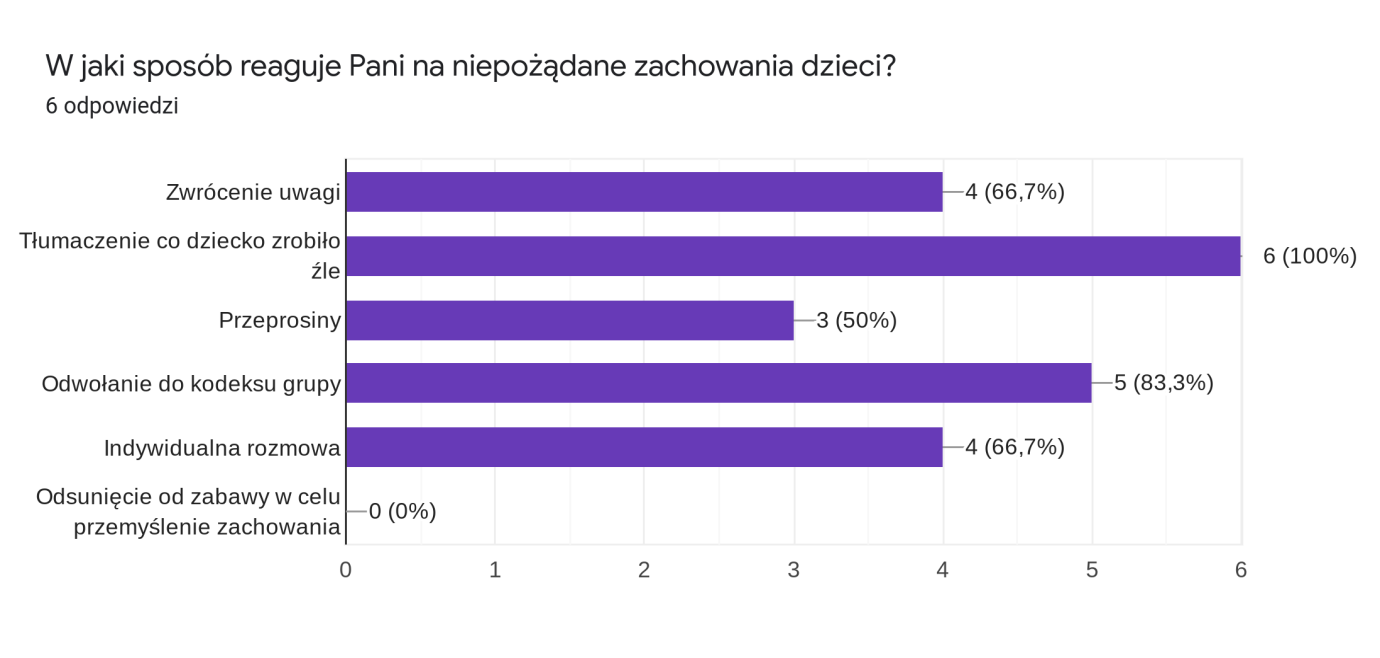 W jaki sposób reaguje Pani na niepożądane zachowania dzieci?
6 odpowiedzi
Zwrócenie uwagi
4 (66,7%)
Tłumaczenie co dziecko zrobiło
źle
6 (100%)
Przeprosiny
3 (50%)
Odwołanie do kodeksu grupy
5 (83,3%)
Indywidualna rozmowa
4 (66,7%)
Odsunięcie od zabawy w celu
przemyślenie zachowania
0 (0%)
0 1 2 3 4 5 6